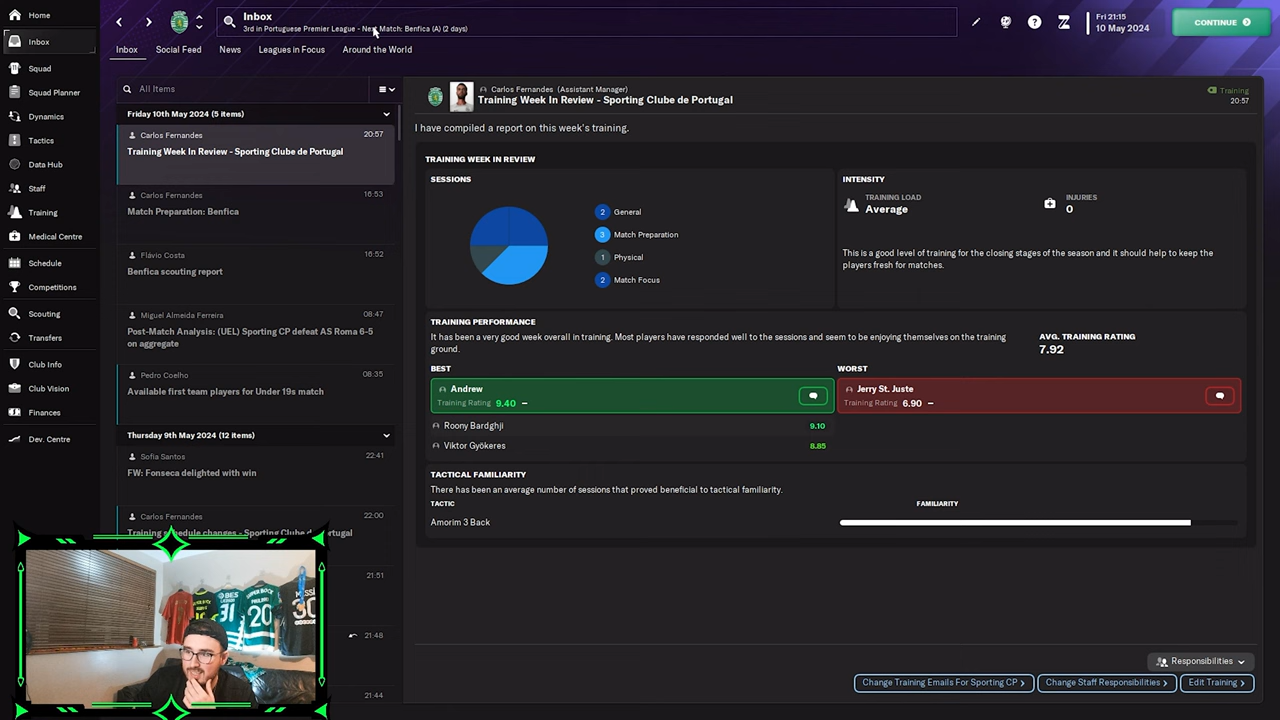 Home
Inbox
Squad
Squad Planner
Dynamics
Tactics
Data Hub
Staff
Training
Medical Centre
Schedule
Competitions
Scouting
Transfers
Club Info
Club Vision
Finances
Dev. Centre
Inbox
3rd in Portuguese Premier League - Next Match: Benfica (A) (2 days)
Fri 21:15
10 May 2024
CONTINUE
Inbox
Social Feed
News
Leagues in Focus
Around the World
All Items
Friday 10th May 2024 (5 items)
Carlos Fernandes 20:57
Training Week In Review - Sporting Clube de Portugal
Carlos Fernandes 16:53
Match Preparation: Benfica
Flávio Costa 16:52
Benfica scouting report
Miguel Almeida Ferreira 08:47
Post-Match Analysis: (UEL) Sporting CP defeat AS Roma 6-5
on aggregate
Pedro Coelho 08:35
Available first team players for Under 19s match
Thursday 9th May 2024 (12 items)
Sofia Santos 22:41
FW: Fonseca delighted with win
Carlos Fernandes 22:00
Training schedule changes - Sporting Clube de Portugal
21:51
21:48
21:44
Carlos Fernandes (Assistant Manager)
Training Week In Review - Sporting Clube de Portugal
Training
20:57
I have compiled a report on this week's training.
TRAINING WEEK IN REVIEW
SESSIONS
2 General
3 Match Preparation
1 Physical
2 Match Focus
INTENSITY
TRAINING LOAD
Average
INJURIES
0
This is a good level of training for the closing stages of the season and it should help to keep the
players fresh for matches.
TRAINING PERFORMANCE
It has been a very good week overall in training. Most players have responded well to the sessions and seem to be enjoying themselves on the training
ground.
AVG. TRAINING RATING
7.92
BEST
Andrew
Training Rating 9.40 –
Roony Bardghji 9.10
Viktor Gyökeres 8.85
WORST
Jerry St. Juste
Training Rating 6.90 –
TACTICAL FAMILIARITY
There has been an average number of sessions that proved beneficial to tactical familiarity.
TACTIC FAMILIARITY
Amorim 3 Back
Responsibilities
Change Training Emails For Sporting CP >
Change Staff Responsibilities >
Edit Training >
BES
31
20
30